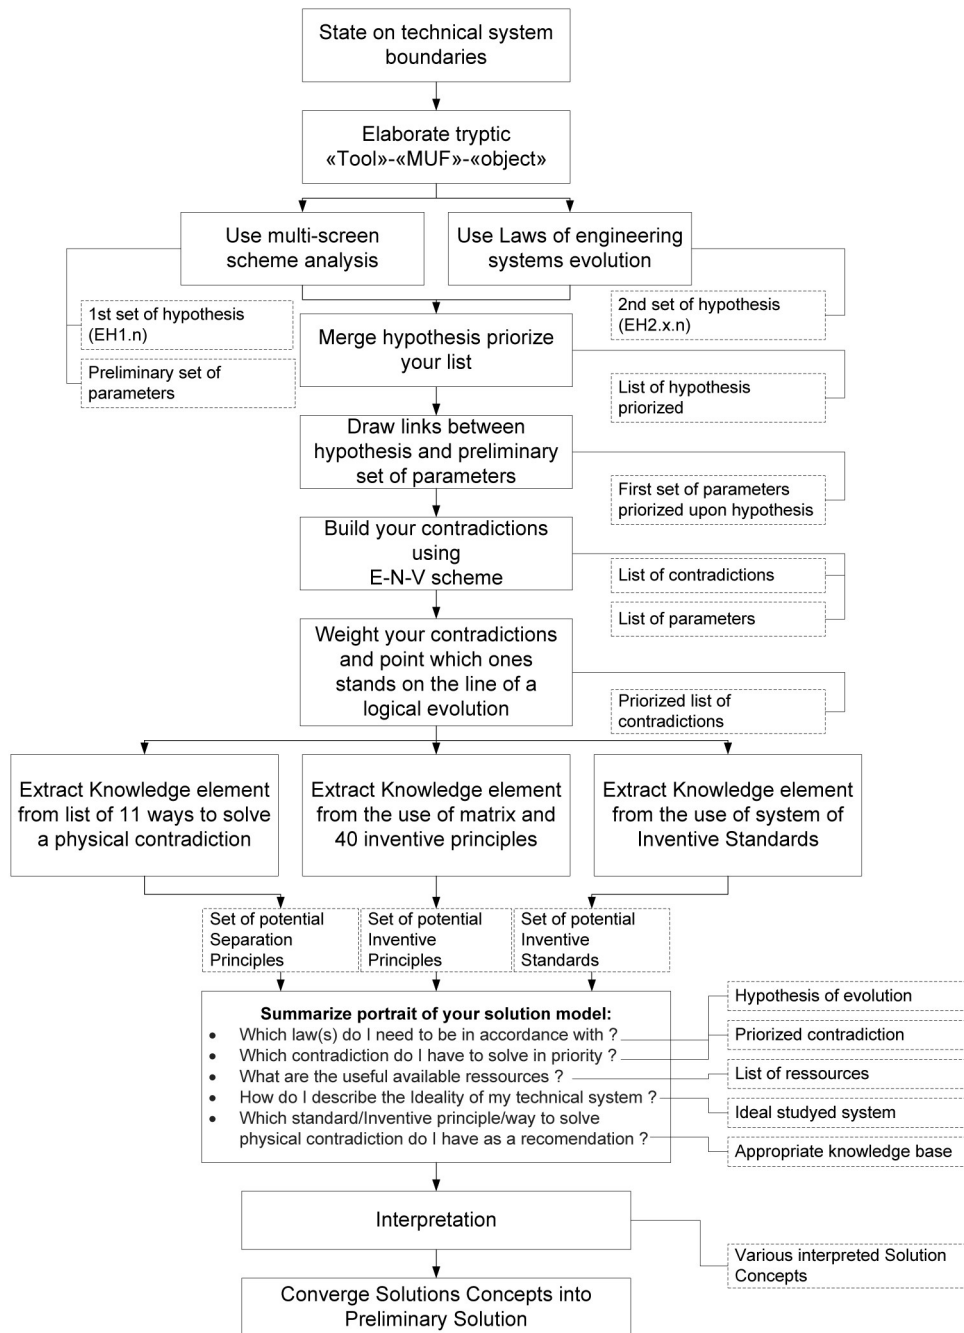 State on technical system
boundaries
Elaborate tryptic
«Tool»-«MUF»-«object»
Use multi-screen
scheme analysis
Use Laws of engineering
systems evolution
1st set of hypothesis
(EH1.n)
Preliminary set of
parameters
2nd set of hypothesis
(EH2.x.n)
Merge hypothesis priorize
your list
List of hypothesis
priorized
Draw links between
hypothesis and preliminary
set of parameters
First set of parameters
priorized upon hypothesis
Build your contradictions
using
E-N-V scheme
List of contradictions
List of parameters
Weight your contradictions
and point which ones
stands on the line of a
logical evolution
Priorized list of
contradictions
Extract Knowledge element
from list of 11 ways to solve
a physical contradiction
Extract Knowledge element
from the use of matrix and
40 inventive principles
Extract Knowledge element
from the use of system of
Inventive Standards
Set of potential
Separation
Principles
Set of potential
Inventive
Principles
Set of potential
Inventive
Standards
Summarize portrait of your solution model:
• Which law(s) do I need to be in accordance with ?
• Which contradiction do I have to solve in priority ?
• What are the useful available ressources ?
• How do I describe the Ideality of my technical system ?
• Which standard/Inventive principle/way to solve
physical contradiction do I have as a recomendation ?
Hypothesis of evolution
Priorized contradiction
List of ressources
Ideal studyed system
Appropriate knowledge base
Interpretation
Various interpreted Solution
Concepts
Converge Solutions Concepts into
Preliminary Solution